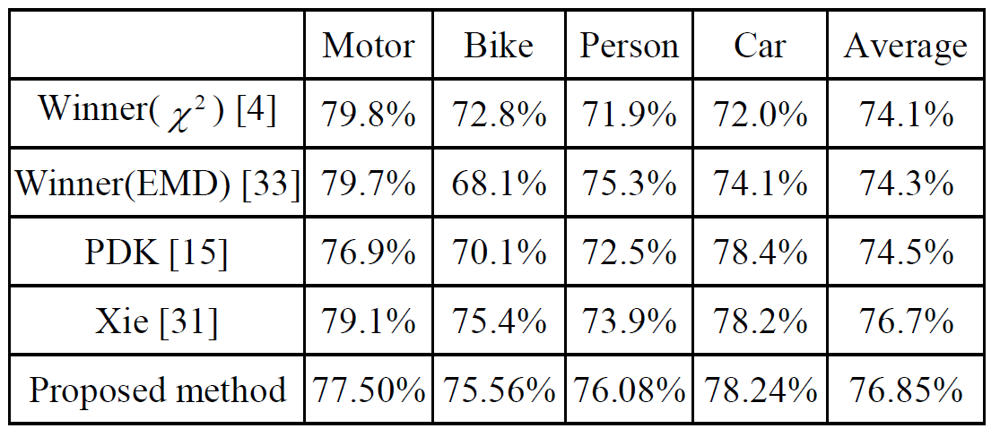 Motor Bike Person Car Average
Winner( χ² ) [4] 79.8% 72.8% 71.9% 72.0% 74.1%
Winner(EMD) [33] 79.7% 68.1% 75.3% 74.1% 74.3%
PDK [15] 76.9% 70.1% 72.5% 78.4% 74.5%
Xie [31] 79.1% 75.4% 73.9% 78.2% 76.7%
Proposed method 77.50% 75.56% 76.08% 78.24% 76.85%